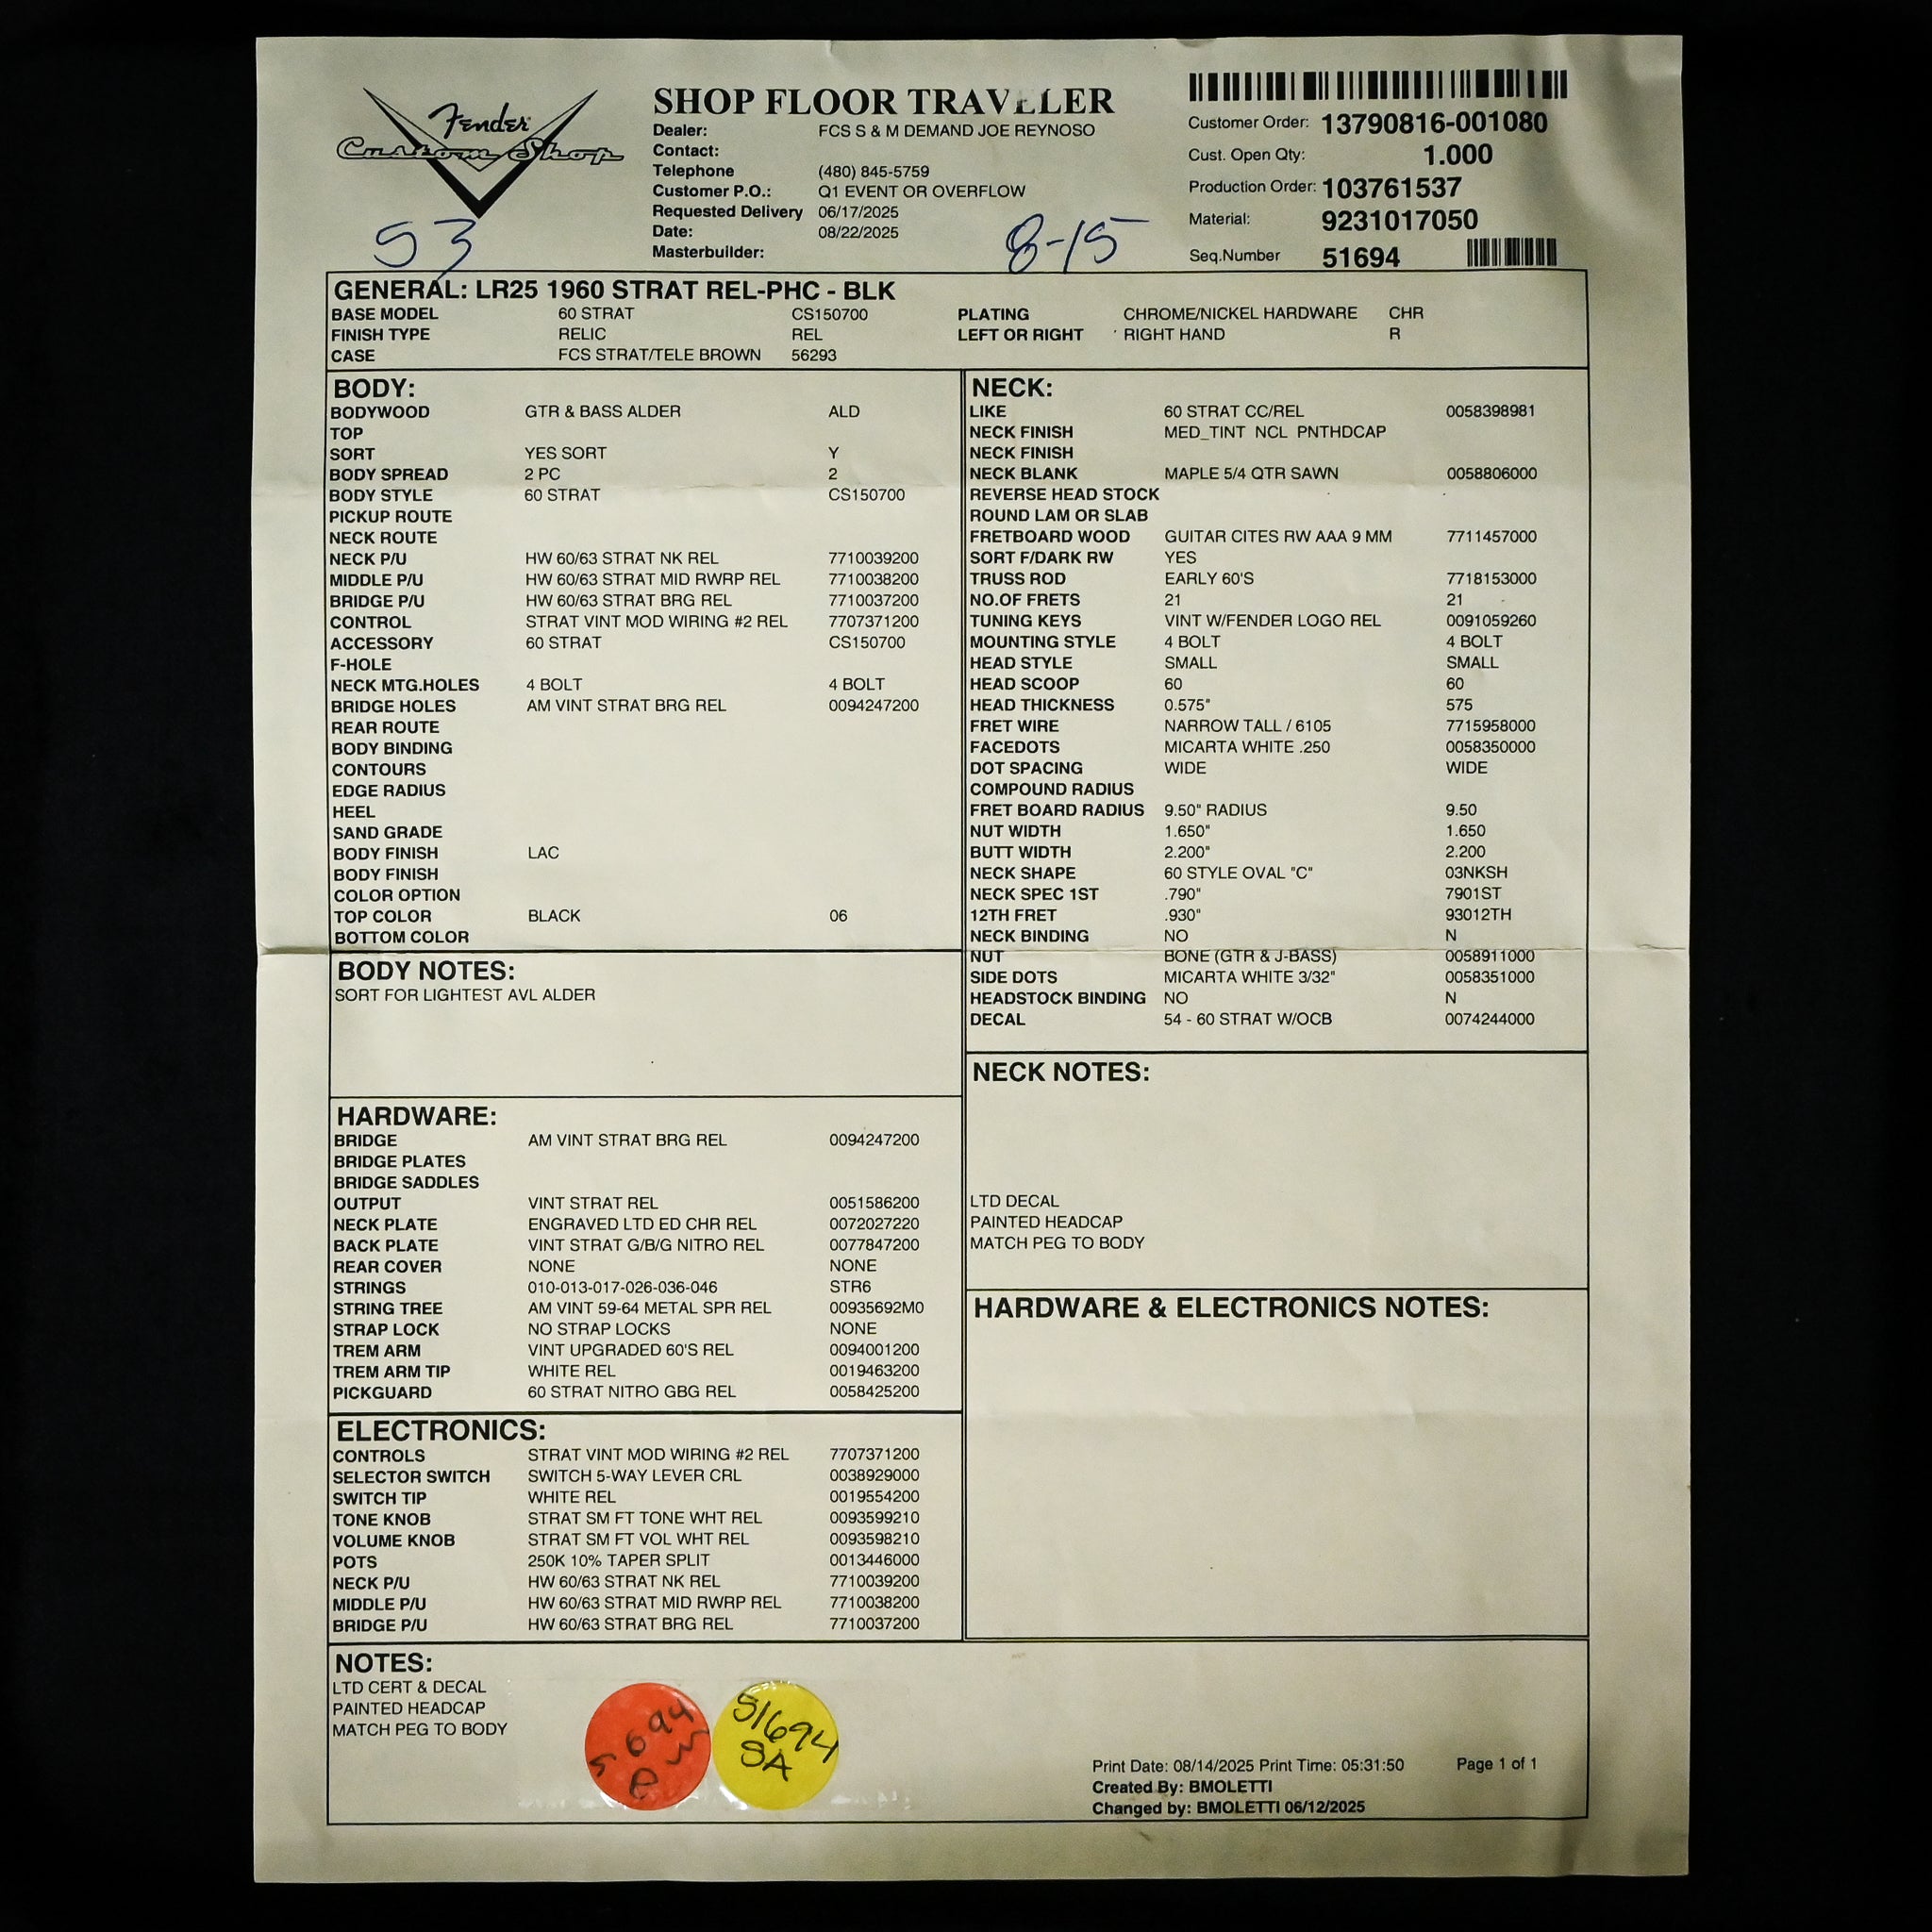 Fender
Custom Shop
53
SHOP FLOOR TRAVELER
Dealer: FCS S & M DEMAND JOE REYNOSO
Contact:
Telephone (480) 845-5759
Customer P.O.: Q1 EVENT OR OVERFLOW
Requested Delivery 06/17/2025
Date: 08/22/2025
Masterbuilder:
8-15
Customer Order: 13790816-001080
Cust. Open Qty: 1.000
Production Order: 103761537
Material: 9231017050
Seq.Number 51694
GENERAL: LR25 1960 STRAT REL-PHC - BLK
BASE MODEL 60 STRAT CS150700 PLATING CHROME/NICKEL HARDWARE CHR
FINISH TYPE RELIC REL LEFT OR RIGHT RIGHT HAND R
CASE FCS STRAT/TELE BROWN 56293
BODY:
BODYWOOD GTR & BASS ALDER ALD
TOP
SORT YES SORT Y
BODY SPREAD 2 PC 2
BODY STYLE 60 STRAT CS150700
PICKUP ROUTE
NECK ROUTE
NECK P/U HW 60/63 STRAT NK REL 7710039200
MIDDLE P/U HW 60/63 STRAT MID RWRP REL 7710038200
BRIDGE P/U HW 60/63 STRAT BRG REL 7710037200
CONTROL STRAT VINT MOD WIRING #2 REL 7707371200
ACCESSORY 60 STRAT CS150700
F-HOLE
NECK MTG.HOLES 4 BOLT 4 BOLT
BRIDGE HOLES AM VINT STRAT BRG REL 0094247200
REAR ROUTE
BODY BINDING
CONTOURS
EDGE RADIUS
HEEL
SAND GRADE
BODY FINISH LAC
BODY FINISH
COLOR OPTION
TOP COLOR BLACK 06
BOTTOM COLOR
BODY NOTES:
SORT FOR LIGHTEST AVL ALDER
HARDWARE:
BRIDGE AM VINT STRAT BRG REL 0094247200
BRIDGE PLATES
BRIDGE SADDLES
OUTPUT VINT STRAT REL 0051586200
NECK PLATE ENGRAVED LTD ED CHR REL 0072027220
BACK PLATE VINT STRAT G/B/G NITRO REL 0077847200
REAR COVER NONE NONE
STRINGS 010-013-017-026-036-046 STR6
STRING TREE AM VINT 59-64 METAL SPR REL 00935692M0
STRAP LOCK NO STRAP LOCKS NONE
TREM ARM VINT UPGRADED 60'S REL 0094001200
TREM ARM TIP WHITE REL 0019463200
PICKGUARD 60 STRAT NITRO GBG REL 0058425200
ELECTRONICS:
CONTROLS STRAT VINT MOD WIRING #2 REL 7707371200
SELECTOR SWITCH SWITCH 5-WAY LEVER CRL 0038929000
SWITCH TIP WHITE REL 0019554200
TONE KNOB STRAT SM FT TONE WHT REL 0093599210
VOLUME KNOB STRAT SM FT VOL WHT REL 0093598210
POTS 250K 10% TAPER SPLIT 0013446000
NECK P/U HW 60/63 STRAT NK REL 7710039200
MIDDLE P/U HW 60/63 STRAT MID RWRP REL 7710038200
BRIDGE P/U HW 60/63 STRAT BRG REL 7710037200
NECK:
LIKE 60 STRAT CC/REL 0058398981
NECK FINISH MED_TINT NCL PNTHDCAP
NECK FINISH
NECK BLANK MAPLE 5/4 QTR SAWN 0058806000
REVERSE HEAD STOCK
ROUND LAM OR SLAB
FRETBOARD WOOD GUITAR CITES RW AAA 9 MM 7711457000
SORT F/DARK RW YES
TRUSS ROD EARLY 60'S 7718153000
NO.OF FRETS 21 21
TUNING KEYS VINT W/FENDER LOGO REL 0091059260
MOUNTING STYLE 4 BOLT 4 BOLT
HEAD STYLE SMALL SMALL
HEAD SCOOP 60 60
HEAD THICKNESS 0.575" 575
FRET WIRE NARROW TALL / 6105 7715958000
FACEDOTS MICARTA WHITE .250 0058350000
DOT SPACING WIDE WIDE
COMPOUND RADIUS
FRET BOARD RADIUS 9.50" RADIUS 9.50
NUT WIDTH 1.650" 1.650
BUTT WIDTH 2.200" 2.200
NECK SHAPE 60 STYLE OVAL "C" 03NKSH
NECK SPEC 1ST .790" 7901ST
12TH FRET .930" 93012TH
NECK BINDING NO N
NUT BONE (GTR & J-BASS) 0058911000
SIDE DOTS MICARTA WHITE 3/32" 0058351000
HEADSTOCK BINDING NO N
DECAL 54 - 60 STRAT W/OCB 0074244000
NECK NOTES:
LTD DECAL
PAINTED HEADCAP
MATCH PEG TO BODY
HARDWARE & ELECTRONICS NOTES:
NOTES:
LTD CERT & DECAL
PAINTED HEADCAP
MATCH PEG TO BODY
51694
SA
Print Date: 08/14/2025 Print Time: 05:31:50 Page 1 of 1
Created By: BMOLETTI
Changed by: BMOLETTI 06/12/2025